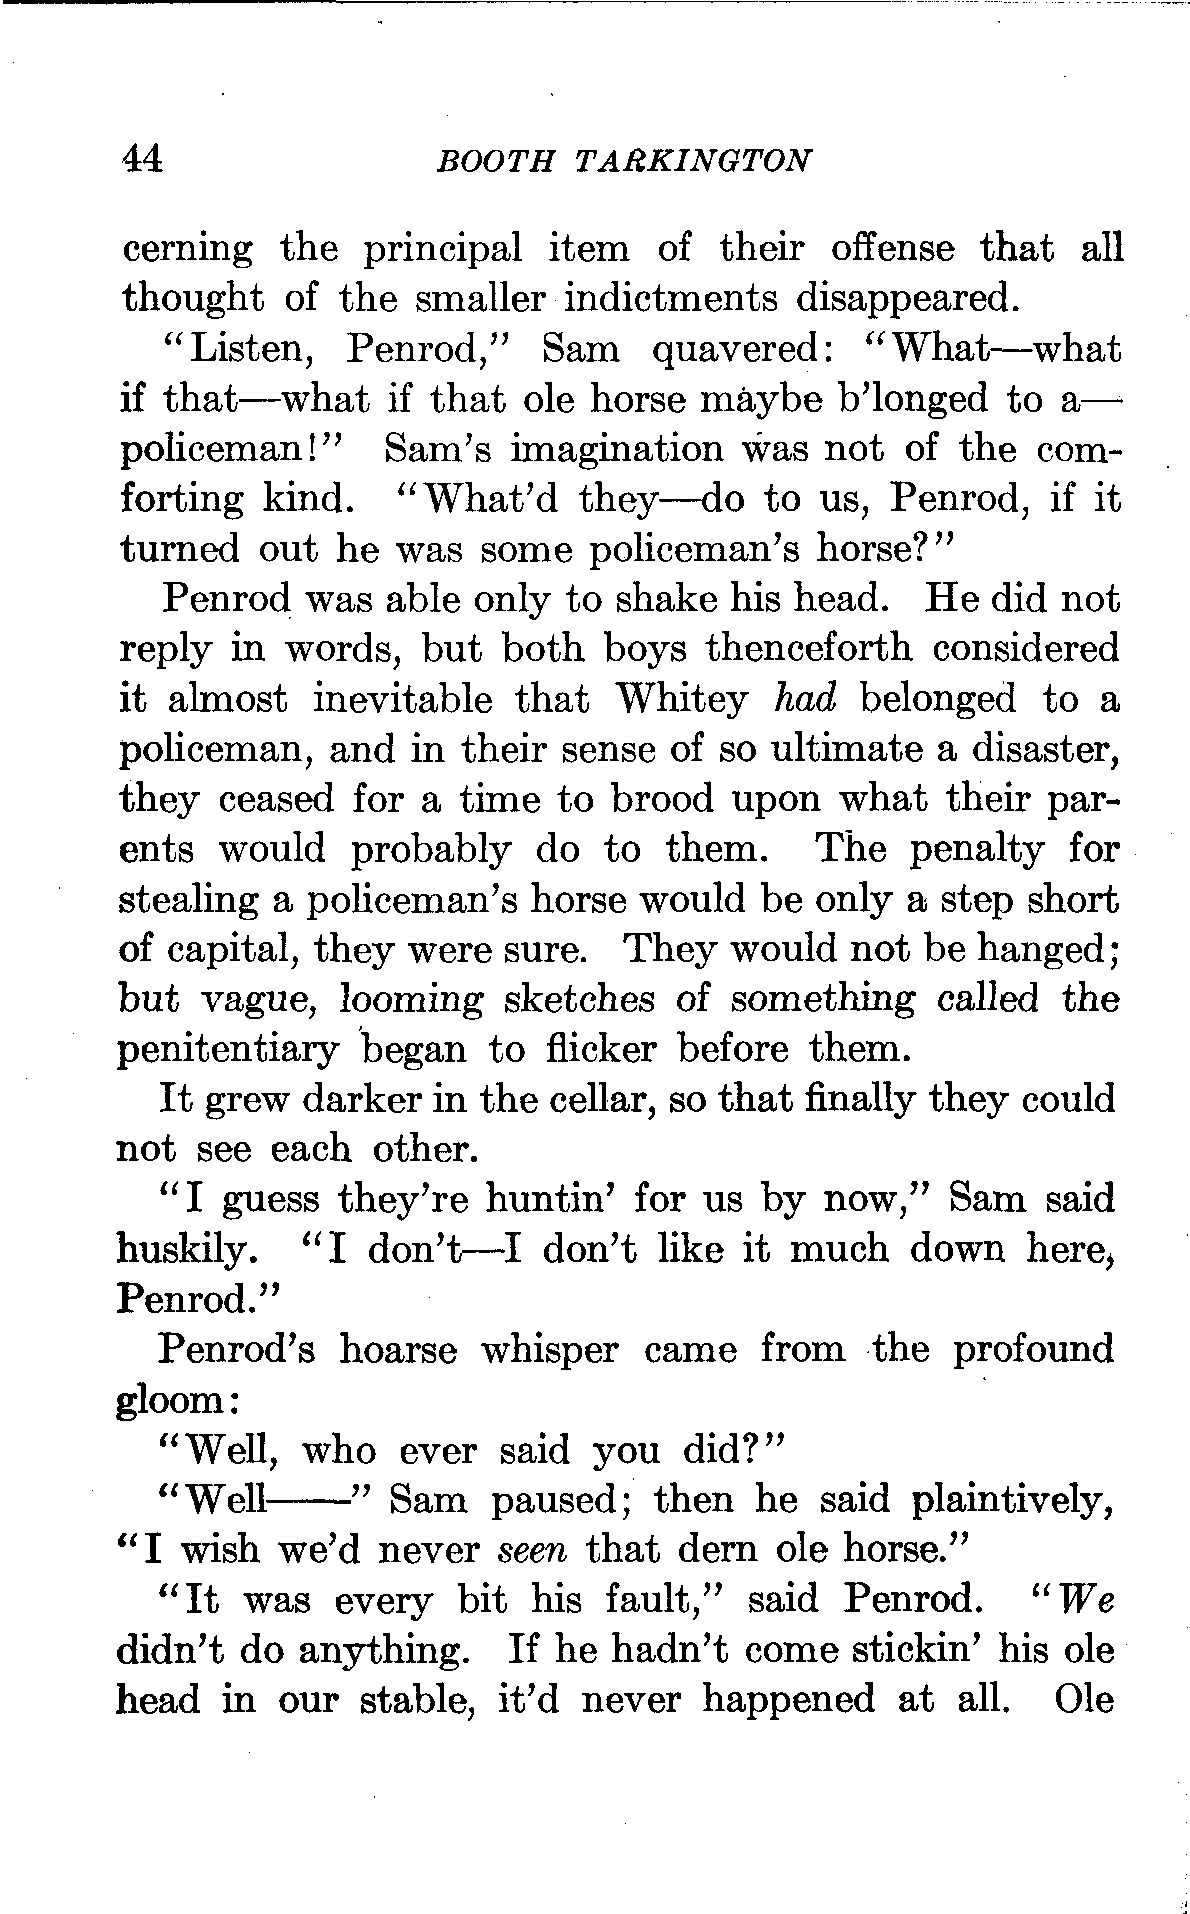 44 BOOTH TARKINGTON
cerning the principal item of their offense that all
thought of the smaller indictments disappeared.
"Listen, Penrod," Sam quavered: "What—what
if that—what if that ole horse maybe b'longed to a—
policeman!" Sam's imagination was not of the com-
forting kind. "What'd they—do to us, Penrod, if it
turned out he was some policeman's horse?"
Penrod was able only to shake his head. He did not
reply in words, but both boys thenceforth considered
it almost inevitable that Whitey had belonged to a
policeman, and in their sense of so ultimate a disaster,
they ceased for a time to brood upon what their par-
ents would probably do to them. The penalty for
stealing a policeman's horse would be only a step short
of capital, they were sure. They would not be hanged;
but vague, looming sketches of something called the
penitentiary began to flicker before them.
It grew darker in the cellar, so that finally they could
not see each other.
"I guess they're huntin' for us by now," Sam said
huskily. "I don't—I don't like it much down here,
Penrod."
Penrod's hoarse whisper came from the profound
gloom:
"Well, who ever said you did?"
"Well——" Sam paused; then he said plaintively,
"I wish we'd never seen that dern ole horse."
"It was every bit his fault," said Penrod. "We
didn't do anything. If he hadn't come stickin' his ole
head in our stable, it'd never happened at all. Ole